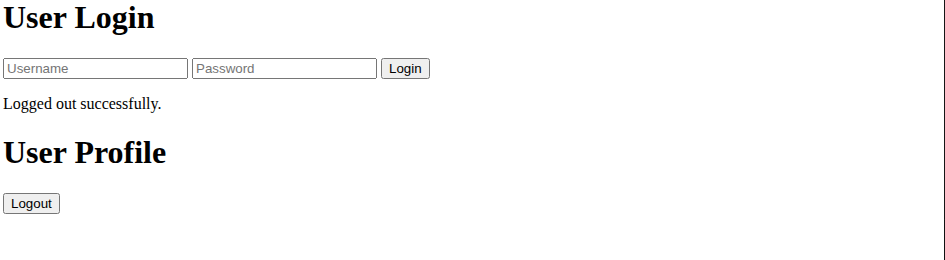 User Login
Username Password Login
Logged out successfully.
User Profile
Logout